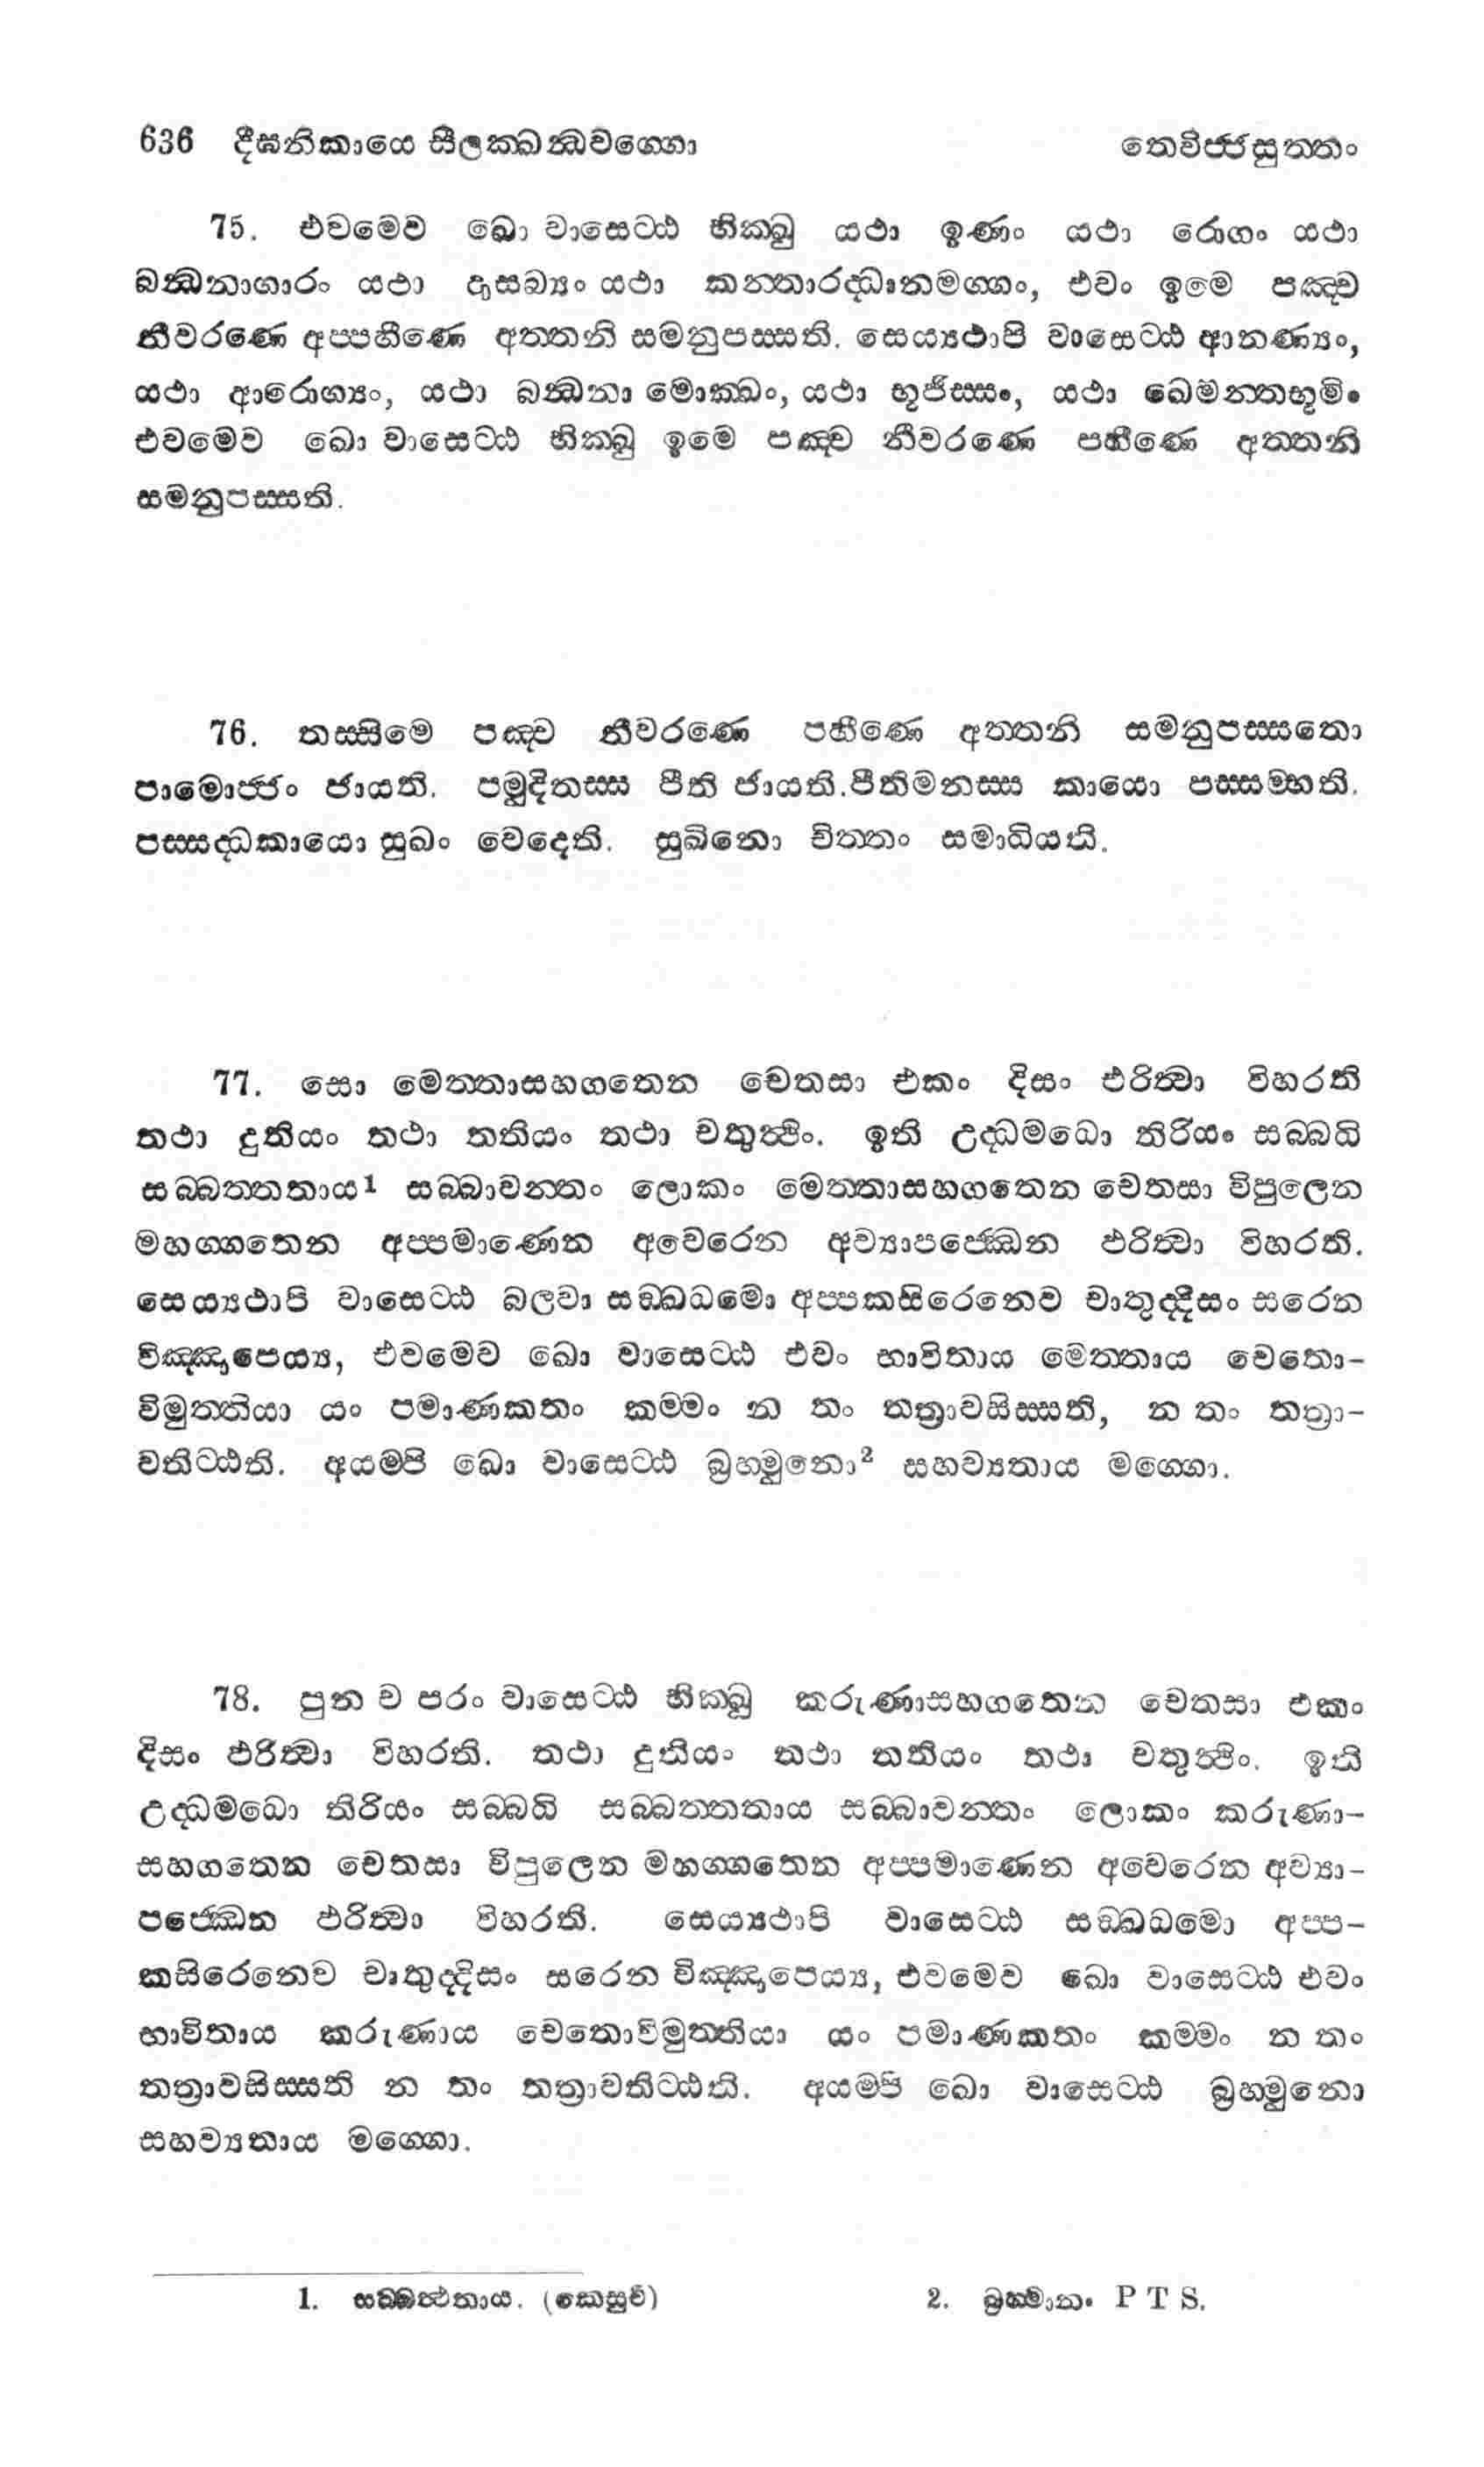 636 දීඝනිකායෙ සීලක්ඛන්ධවග්ගො තෙවිජ්ජසුත්තං
75. එවමෙව ඛො වාසෙට්ඨ භික්ඛු යථා ඉණං යථා රොගං යථා
බන්ධනාගාරං යථා දාසබ්‍යං යථා කන්තාරද්ධානමග්ගං, එවං ඉමෙ පඤ්ච
නීවරණෙ අප්පහීණෙ අත්තනි සමනුපස්සති. සෙය්‍යථාපි වාසෙට්ඨ ආනණ්‍යං,
යථා ආරොග්‍යං, යථා බන්ධනා මොක්ඛං, යථා භූජිස්සං, යථා ඛෙමන්තභූමිං
එවමෙව ඛො වාසෙට්ඨ භික්ඛු ඉමෙ පඤ්ච නීවරණෙ පහීණෙ අත්තනි
සමනුපස්සති.
76. තස්සිමෙ පඤ්ච නීවරණෙ පහීණෙ අත්තනි සමනුපස්සතො
පාමොජ්ජං ජායති. පමුදිතස්ස පීති ජායති.පීතිමනස්ස කායො පස්සම්භති.
පස්සද්ධකායො සුඛං වෙදෙති. සුඛිනො චිත්තං සමාධියති.
77. සො මෙත්තාසහගතෙන චෙතසා එකං දිසං ඵරිත්‍වා විහරති
තථා දුතියං තථා තතියං තථා චතුත්‍ථිං. ඉති උද්ධමධො තිරියං සබ්බධි
සබ්බත්තතාය1 සබ්බාවන්තං ලොකං මෙත්තාසහගතෙන චෙතසා විපුලෙන
මහග්ගතෙන අප්පමාණෙන අවෙරෙන අව්‍යාපජ්ඣෙන ඵරිත්‍වා විහරති.
සෙය්‍යථාපි වාසෙට්ඨ බලවා සඞ්ඛධමො අප්පකසිරෙනෙව චාතුද්දිසං සරෙන
විඤ්ඤාපෙය්‍ය, එවමෙව ඛො වාසෙට්ඨ එවං භාවිතාය මෙත්තාය චෙතො-
විමුත්තියා යං පමාණකතං කම්මං න තං තත්‍රාවසිස්සති, න තං තත්‍රා-
වතිට්ඨති. අයම්පි ඛො වාසෙට්ඨ බ්‍රහ්මුනො2 සහව්‍යතාය මග්ගො.
78. පුන ච පරං වාසෙට්ඨ භික්ඛු කරුණාසහගතෙන චෙතසා එකං
දිසං ඵරිත්‍වා විහරති. තථා දුතියං තථා තතියං තථා චතුත්‍ථිං. ඉති
උද්ධමධො තිරියං සබ්බධි සබ්බත්තතාය සබ්බාවන්තං ලොකං කරුණා-
සහගතෙන චෙතසා විපුලෙන මහග්ගතෙන අප්පමාණෙන අවෙරෙන අව්‍යා-
පජ්ඣෙන ඵරිත්‍වා විහරති. සෙය්‍යථාපි වාසෙට්ඨ සඞ්ඛධමො අප්ප-
කසිරෙනෙව චාතුද්දිසං සරෙන විඤ්ඤාපෙය්‍ය, එවමෙව ඛො වාසෙට්ඨ එවං
භාවිතාය කරුණාය චෙතොවිමුත්තියා යං පමාණකතං කම්මං න තං
තත්‍රාවසිස්සති න තං තත්‍රාවතිට්ඨති. අයම්පි ඛො වාසෙට්ඨ බ්‍රහ්මුනො
සහව්‍යතාය මග්ගො.
1. සබ්බත්‍ථතාය. (කෙසුචි) 2. බ්‍රහ්මානං P T S.